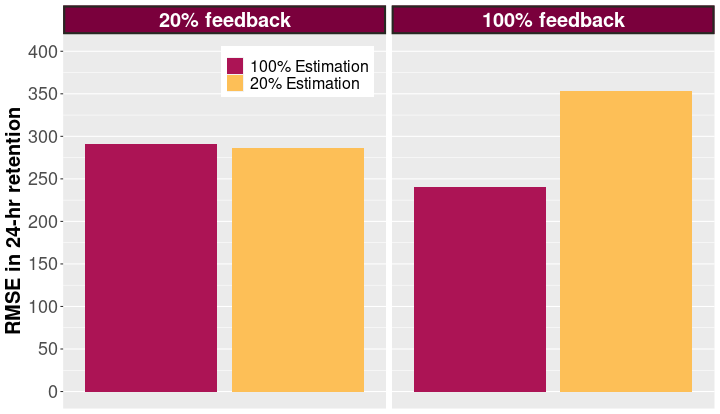 20% feedback
100% feedback
RMSE in 24-hr retention
400
350
300
250
200
150
100
50
0
100% Estimation
20% Estimation